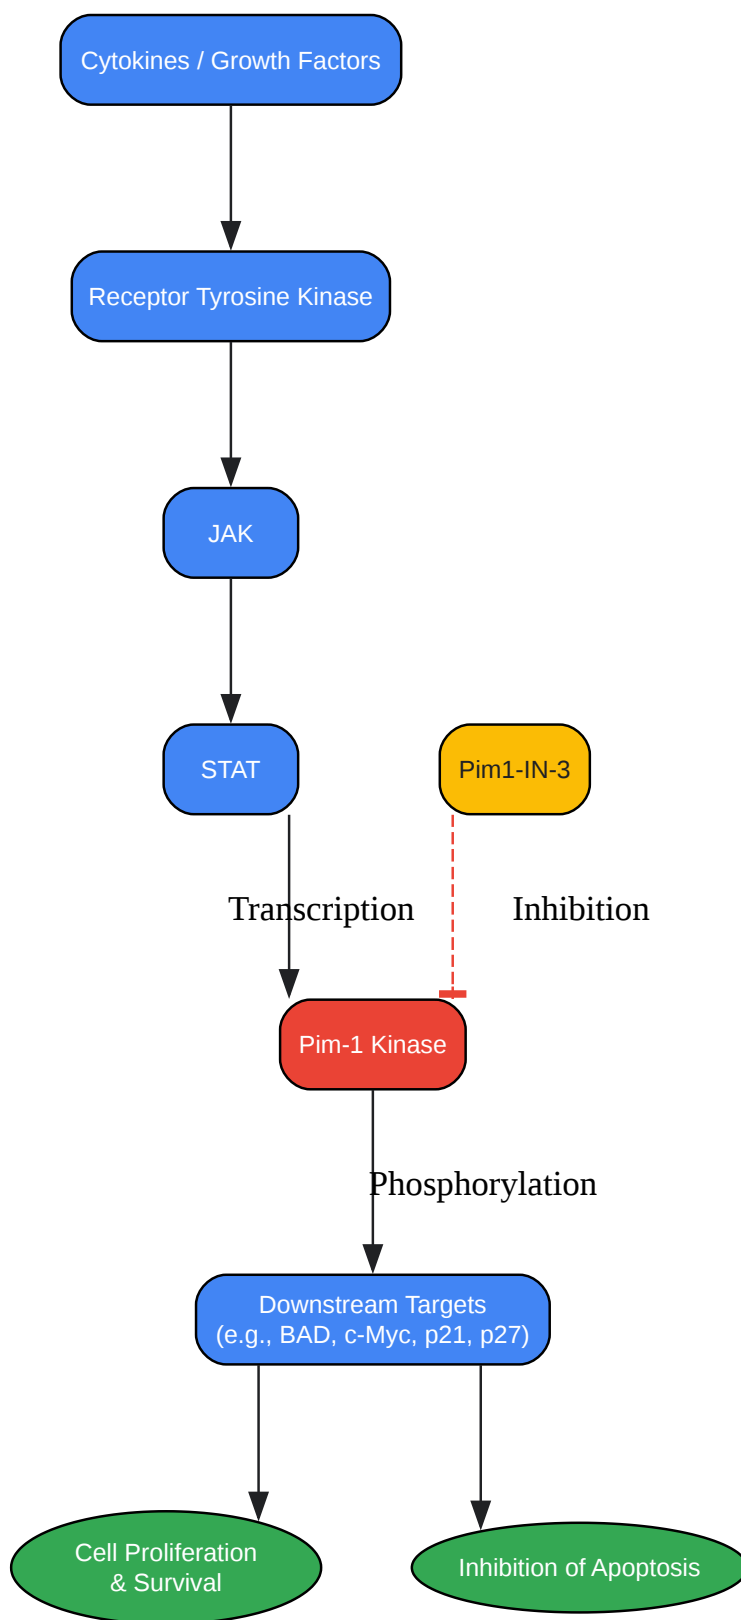 Cytokines / Growth Factors
Receptor Tyrosine Kinase
JAK
STAT
Pim1-IN-3
Transcription
Inhibition
Pim-1 Kinase
Phosphorylation
Downstream Targets
(e.g., BAD, c-Myc, p21, p27)
Cell Proliferation
& Survival
Inhibition of Apoptosis